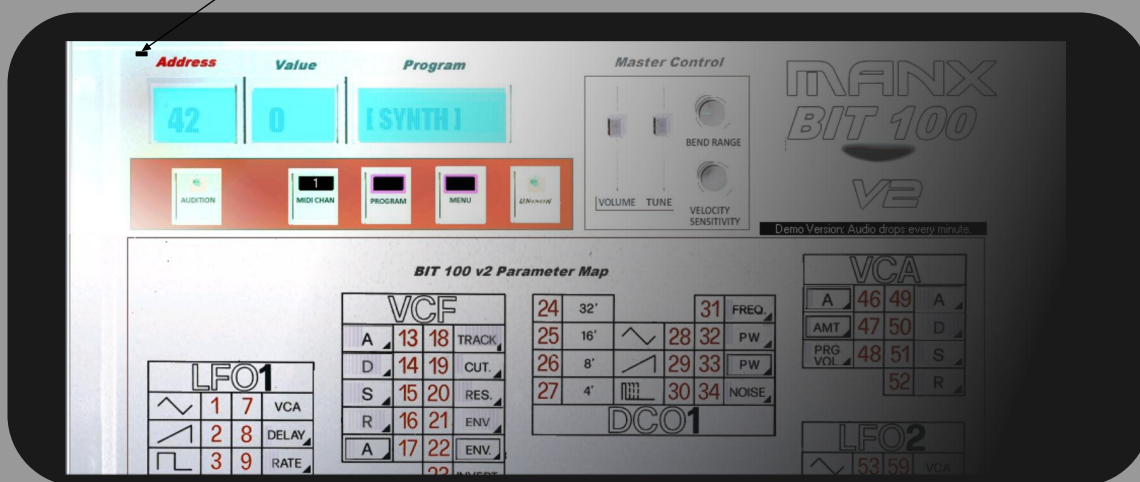 Address Value Program Master Control
MANX
BIT 100
V2
42 0 [ SYNTH ]
BEND RANGE
VOLUME TUNE
VELOCITY
SENSITIVITY
AUDITION
1
MIDI CHAN
PROGRAM
MENU
UNISON
Demo Version: Audio drops every minute.
BIT 100 v2 Parameter Map
LFO1
1 7 VCA
2 8 DELAY
3 9 RATE
VCF
A 13 18 TRACK
D 14 19 CUT.
S 15 20 RES.
R 16 21 ENV
A 17 22 ENV.
23 INVERT
24 32' 31 FREQ.
25 16' 28 32 PW
26 8' 29 33 PW
27 4' 30 34 NOISE
DCO1
VCA
A 46 49 A
AMT 47 50 D
PRG
VOL 48 51 S
52 R
LFO2
53 59 VCA